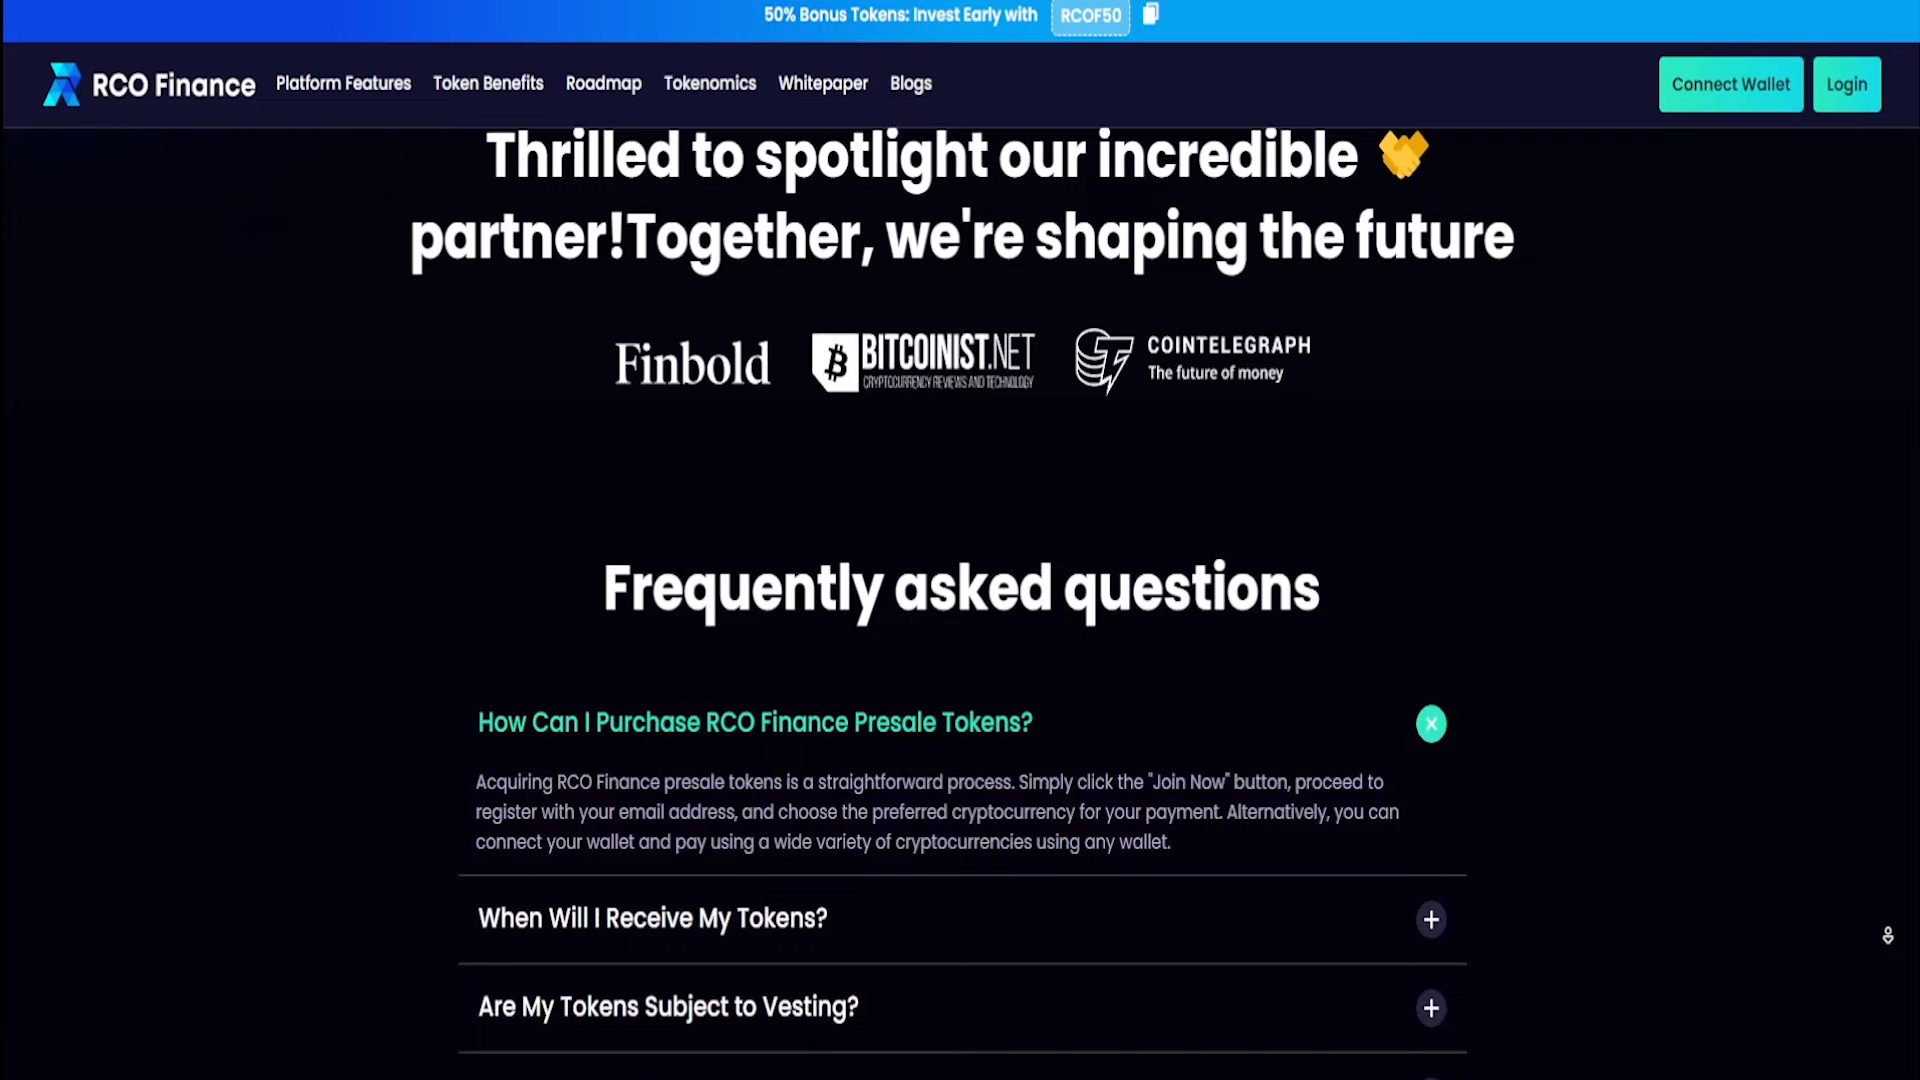 50% Bonus Tokens: Invest Early with RCOF50
RCO Finance Platform Features Token Benefits Roadmap Tokenomics Whitepaper Blogs Connect Wallet Login
Thrilled to spotlight our incredible
partner!Together, we're shaping the future
Finbold
BITCOINIST.NET
CRYPTOCURRENCY REVIEWS AND TECHNOLOGY
COINTELEGRAPH
The future of money
Frequently asked questions
How Can I Purchase RCO Finance Presale Tokens?
Acquiring RCO Finance presale tokens is a straightforward process. Simply click the "Join Now" button, proceed to
register with your email address, and choose the preferred cryptocurrency for your payment. Alternatively, you can
connect your wallet and pay using a wide variety of cryptocurrencies using any wallet.
When Will I Receive My Tokens?
Are My Tokens Subject to Vesting?